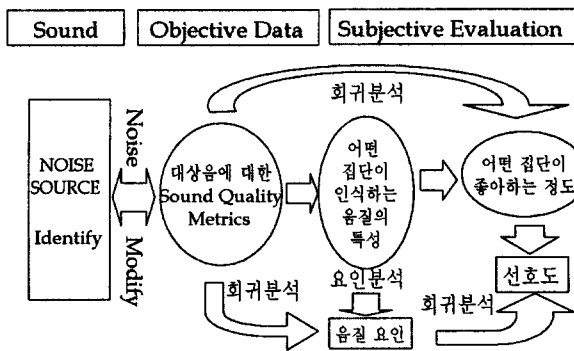 Sound
Objective Data
Subjective Evaluation
회귀분석
NOISE
SOURCE
Identify
Noise
Modify
대상음에 대한
Sound Quality
Metrics
어떤
집단이
인식하는
음질의
특성
어떤 집단이
좋아하는 정도
선호도
회귀분석
요인분석
회귀분석
음질 요인